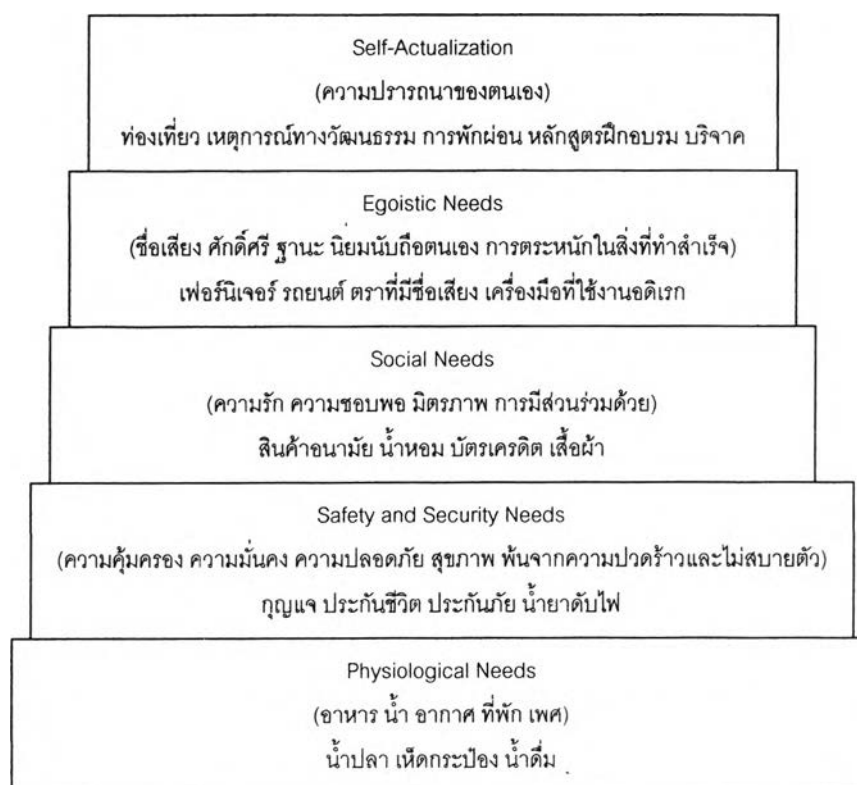 Self-Actualization
(ความปรารถนาของตนเอง)
ท่องเที่ยว เหตุการณ์ทางวัฒนธรรม การพักผ่อน หลักสูตรฝึกอบรม บริจาค
Egoistic Needs
(ชื่อเสียง ศักดิ์ศรี ฐานะ นิยมนับถือตนเอง การตระหนักในสิ่งที่ทำสำเร็จ)
เฟอร์นิเจอร์ รถยนต์ ตราที่มีชื่อเสียง เครื่องมือที่ใช้งานอดิเรก
Social Needs
(ความรัก ความชอบพอ มิตรภาพ การมีส่วนร่วมด้วย)
สินค้าอนามัย น้ำหอม บัตรเครดิต เสื้อผ้า
Safety and Security Needs
(ความคุ้มครอง ความมั่นคง ความปลอดภัย สุขภาพ พ้นจากความปวดร้าวและไม่สบายตัว)
กุญแจ ประกันชีวิต ประกันภัย น้ำยาดับไฟ
Physiological Needs
(อาหาร น้ำ อากาศ ที่พัก เพศ)
น้ำปลา เห็ดกระป๋อง น้ำดื่ม